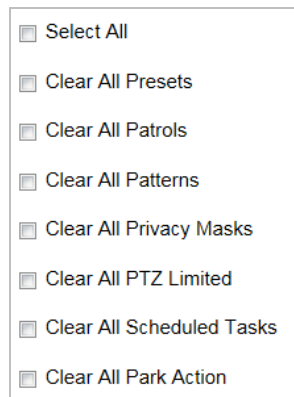 Select All
Clear All Presets
Clear All Patrols
Clear All Patterns
Clear All Privacy Masks
Clear All PTZ Limited
Clear All Scheduled Tasks
Clear All Park Action